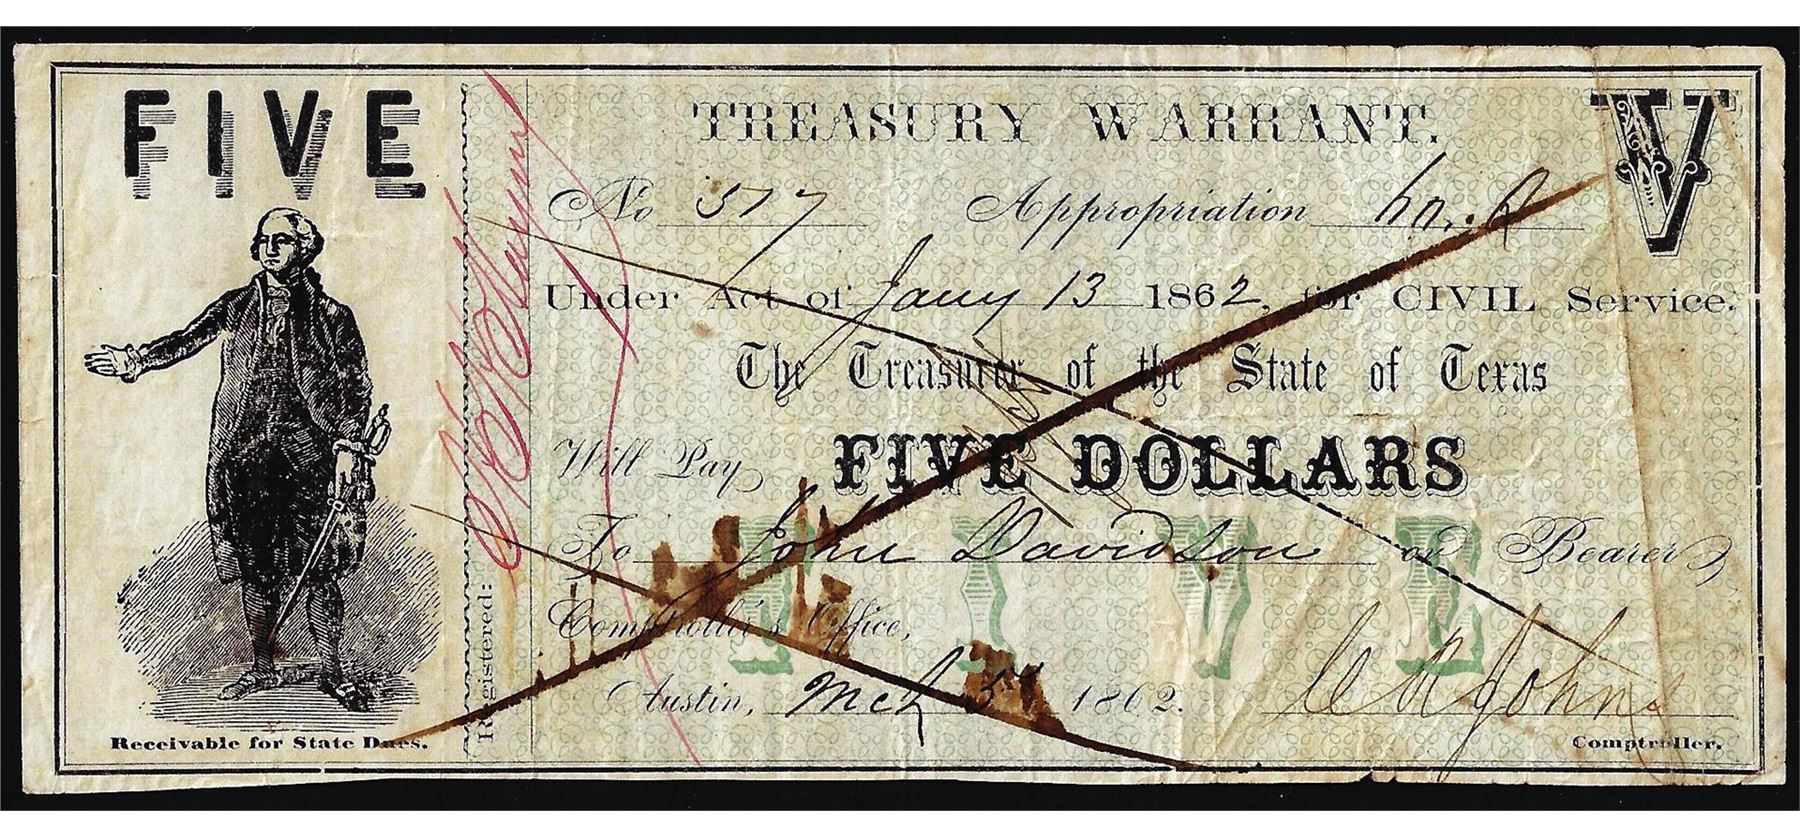 FIVE
Receivable for State Dues.
Registered:
TREASURY WARRANT.
V
No 577 Appropriation
Under Act of Jany 13 1862, for CIVIL Service.
The Treasurer of the State of Texas
Will Pay FIVE DOLLARS
To John Davidson or Bearer
FIVE
Comptroller's Office,
Austin, Mch 1862.
C R Johns
Comptroller.